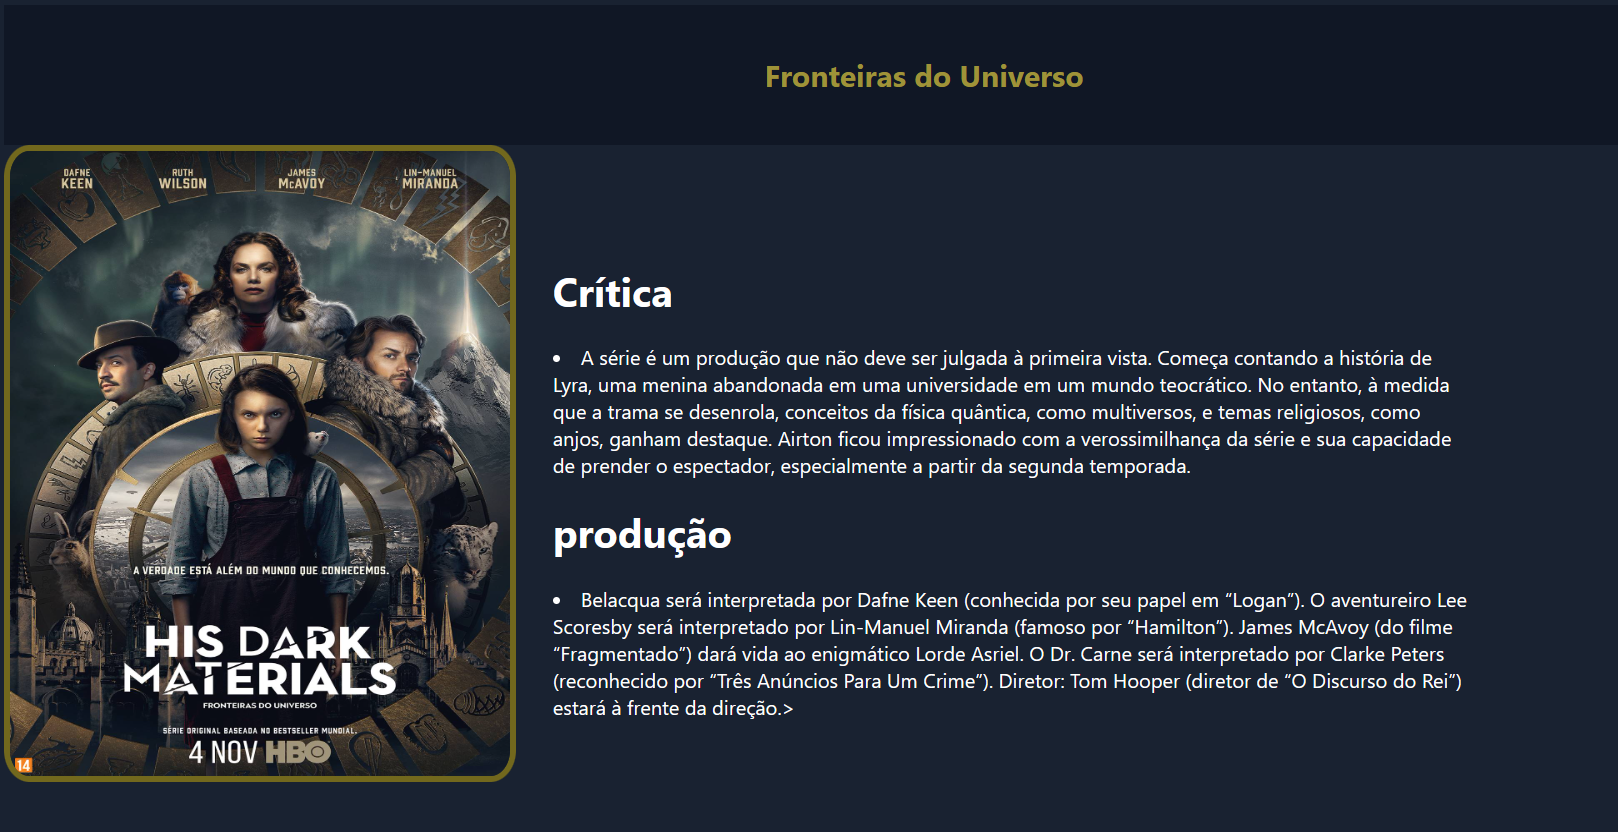 Fronteiras do Universo
DAFNE
KEEN
RUTH
WILSON
JAMES
McAVOY
LIN-MANUEL
MIRANDA
A VERDADE ESTÁ ALÉM DO MUNDO QUE CONHECEMOS.
HIS DARK
MATERIALS
FRONTEIRAS DO UNIVERSO
SÉRIE ORIGINAL BASEADA NO BESTSELLER MUNDIAL.
4 NOV HBO
14
Crítica
• A série é um produção que não deve ser julgada à primeira vista. Começa contando a história de
Lyra, uma menina abandonada em uma universidade em um mundo teocrático. No entanto, à medida
que a trama se desenrola, conceitos da física quântica, como multiversos, e temas religiosos, como
anjos, ganham destaque. Airton ficou impressionado com a verossimilhança da série e sua capacidade
de prender o espectador, especialmente a partir da segunda temporada.
produção
• Belacqua será interpretada por Dafne Keen (conhecida por seu papel em “Logan”). O aventureiro Lee
Scoresby será interpretado por Lin-Manuel Miranda (famoso por “Hamilton”). James McAvoy (do filme
“Fragmentado”) dará vida ao enigmático Lorde Asriel. O Dr. Carne será interpretado por Clarke Peters
(reconhecido por “Três Anúncios Para Um Crime”). Diretor: Tom Hooper (diretor de “O Discurso do Rei”)
estará à frente da direção.>